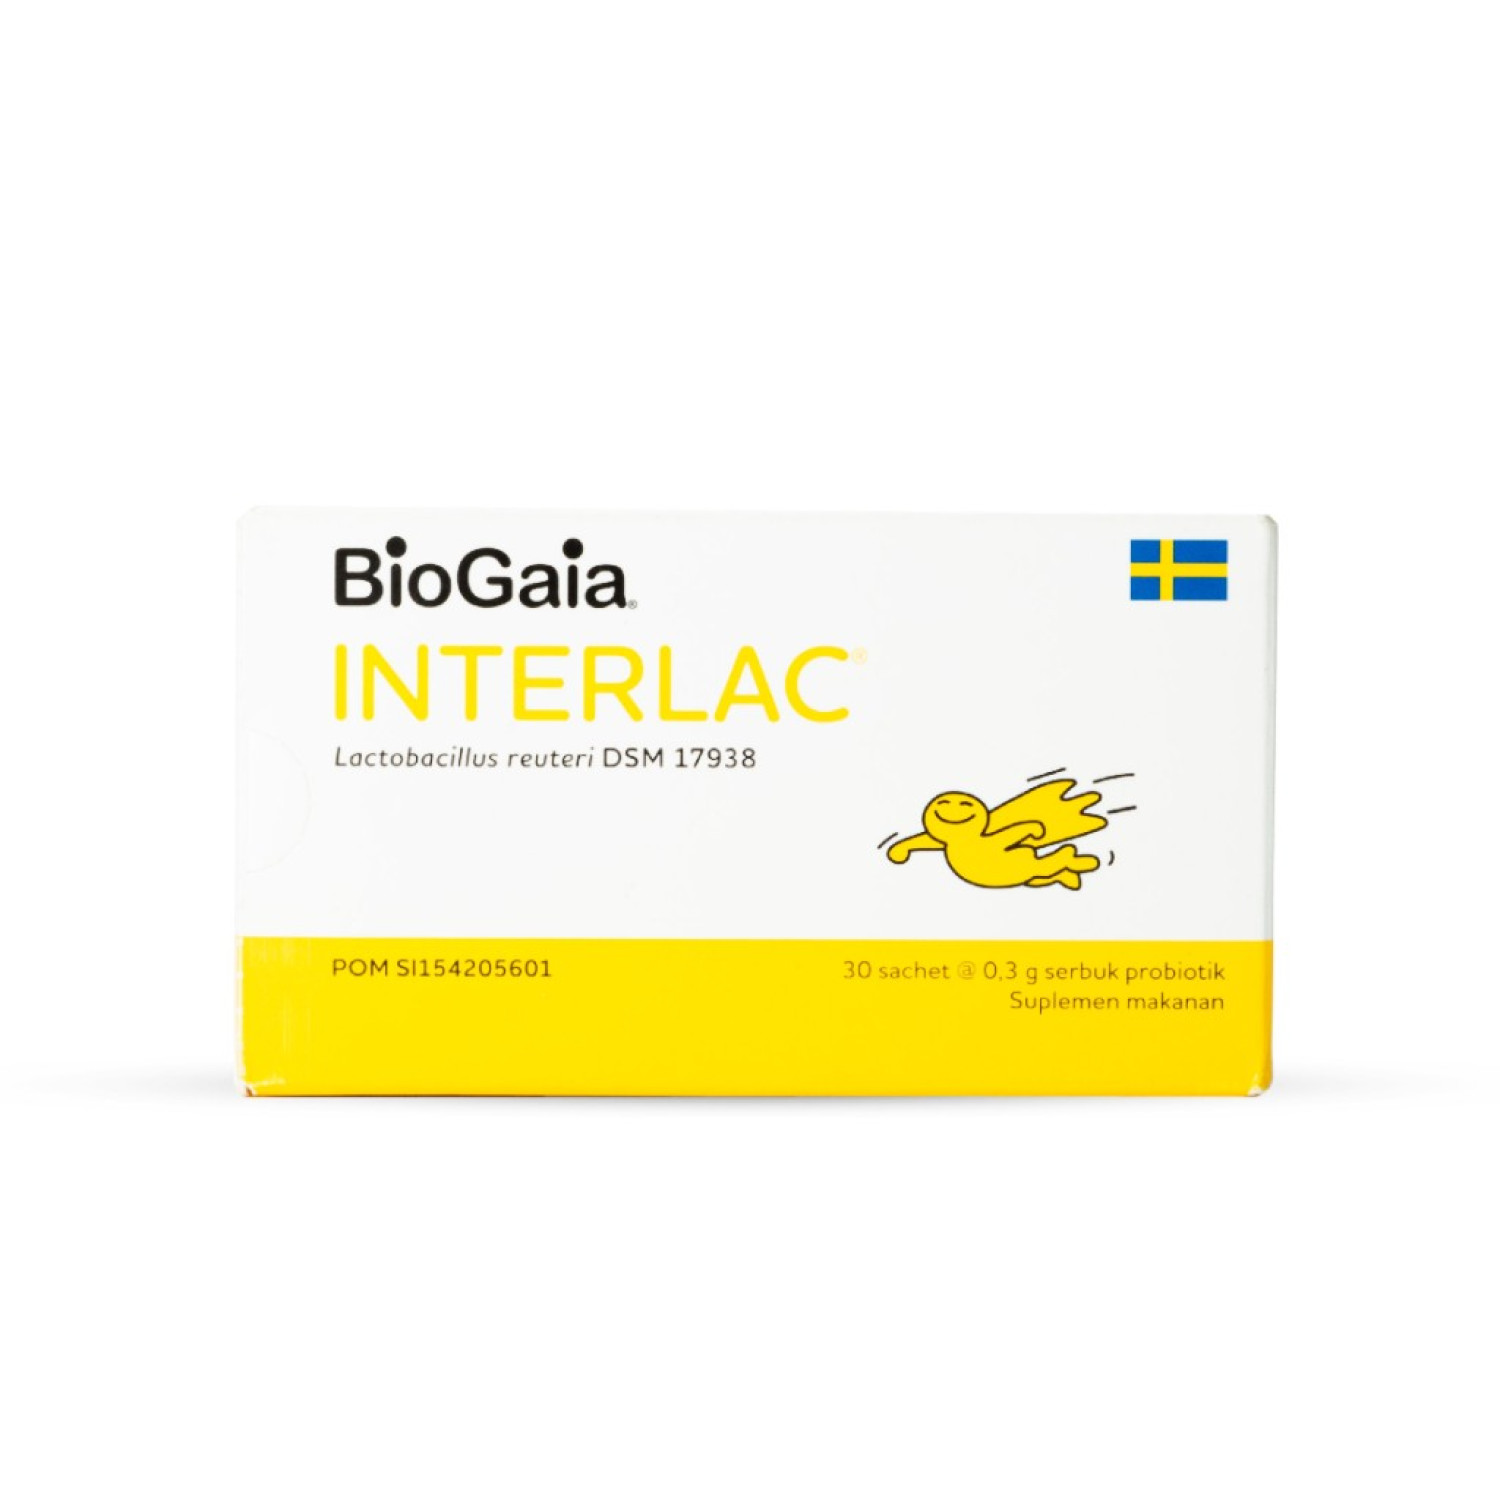 BioGaia®
INTERLAC®
Lactobacillus reuteri DSM 17938
POM SI154205601
30 sachet @ 0,3 g serbuk probiotik
Suplemen makanan